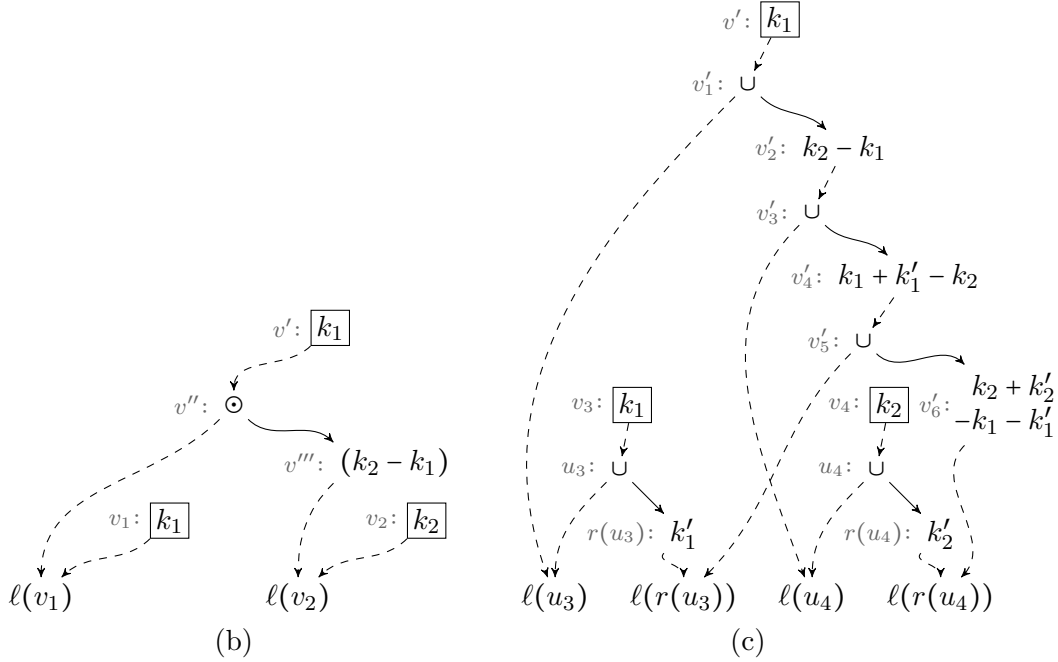 v′: k₁
v′₁: ∪
v′₂: k₂ − k₁
v′₃: ∪
v′₄: k₁ + k′₁ − k₂
v′: k₁
v′₅: ∪
v″: ⊙
v₃: k₁
v₄: k₂
v′₆: k₂ + k′₂
−k₁ − k′₁
v‴: (k₂ − k₁)
u₃: ∪
u₄: ∪
v₁: k₁
v₂: k₂
r(u₃): k′₁
r(u₄): k′₂
ℓ(v₁) ℓ(v₂)
ℓ(u₃) ℓ(r(u₃)) ℓ(u₄) ℓ(r(u₄))
(b) (c)